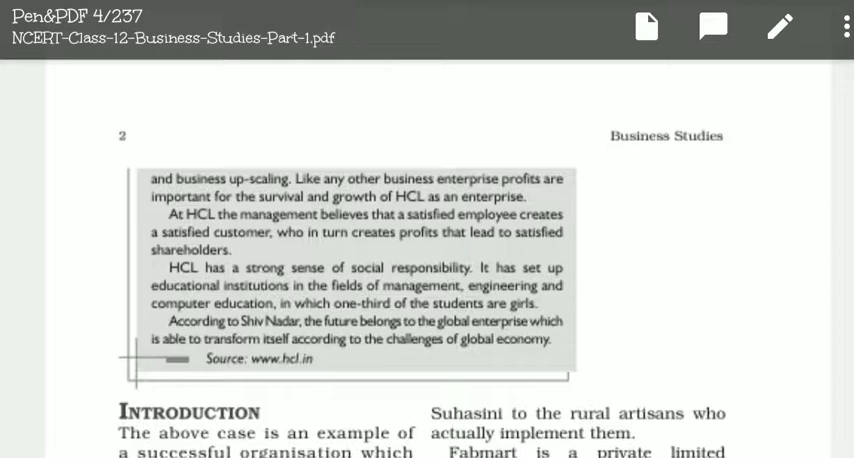 Pen&PDF 4/237
NCERT-Class-12-Business-Studies-Part-1.pdf
2
Business Studies
and business up-scaling. Like any other business enterprise profits are
important for the survival and growth of HCL as an enterprise.
At HCL the management believes that a satisfied employee creates
a satisfied customer, who in turn creates profits that lead to satisfied
shareholders.
HCL has a strong sense of social responsibility. It has set up
educational institutions in the fields of management, engineering and
computer education, in which one-third of the students are girls.
According to Shiv Nadar, the future belongs to the global enterprise which
is able to transform itself according to the challenges of global economy.
Source: www.hcl.in
INTRODUCTION
The above case is an example of
a successful organisation which
Suhasini to the rural artisans who
actually implement them.
Fabmart is a private limited